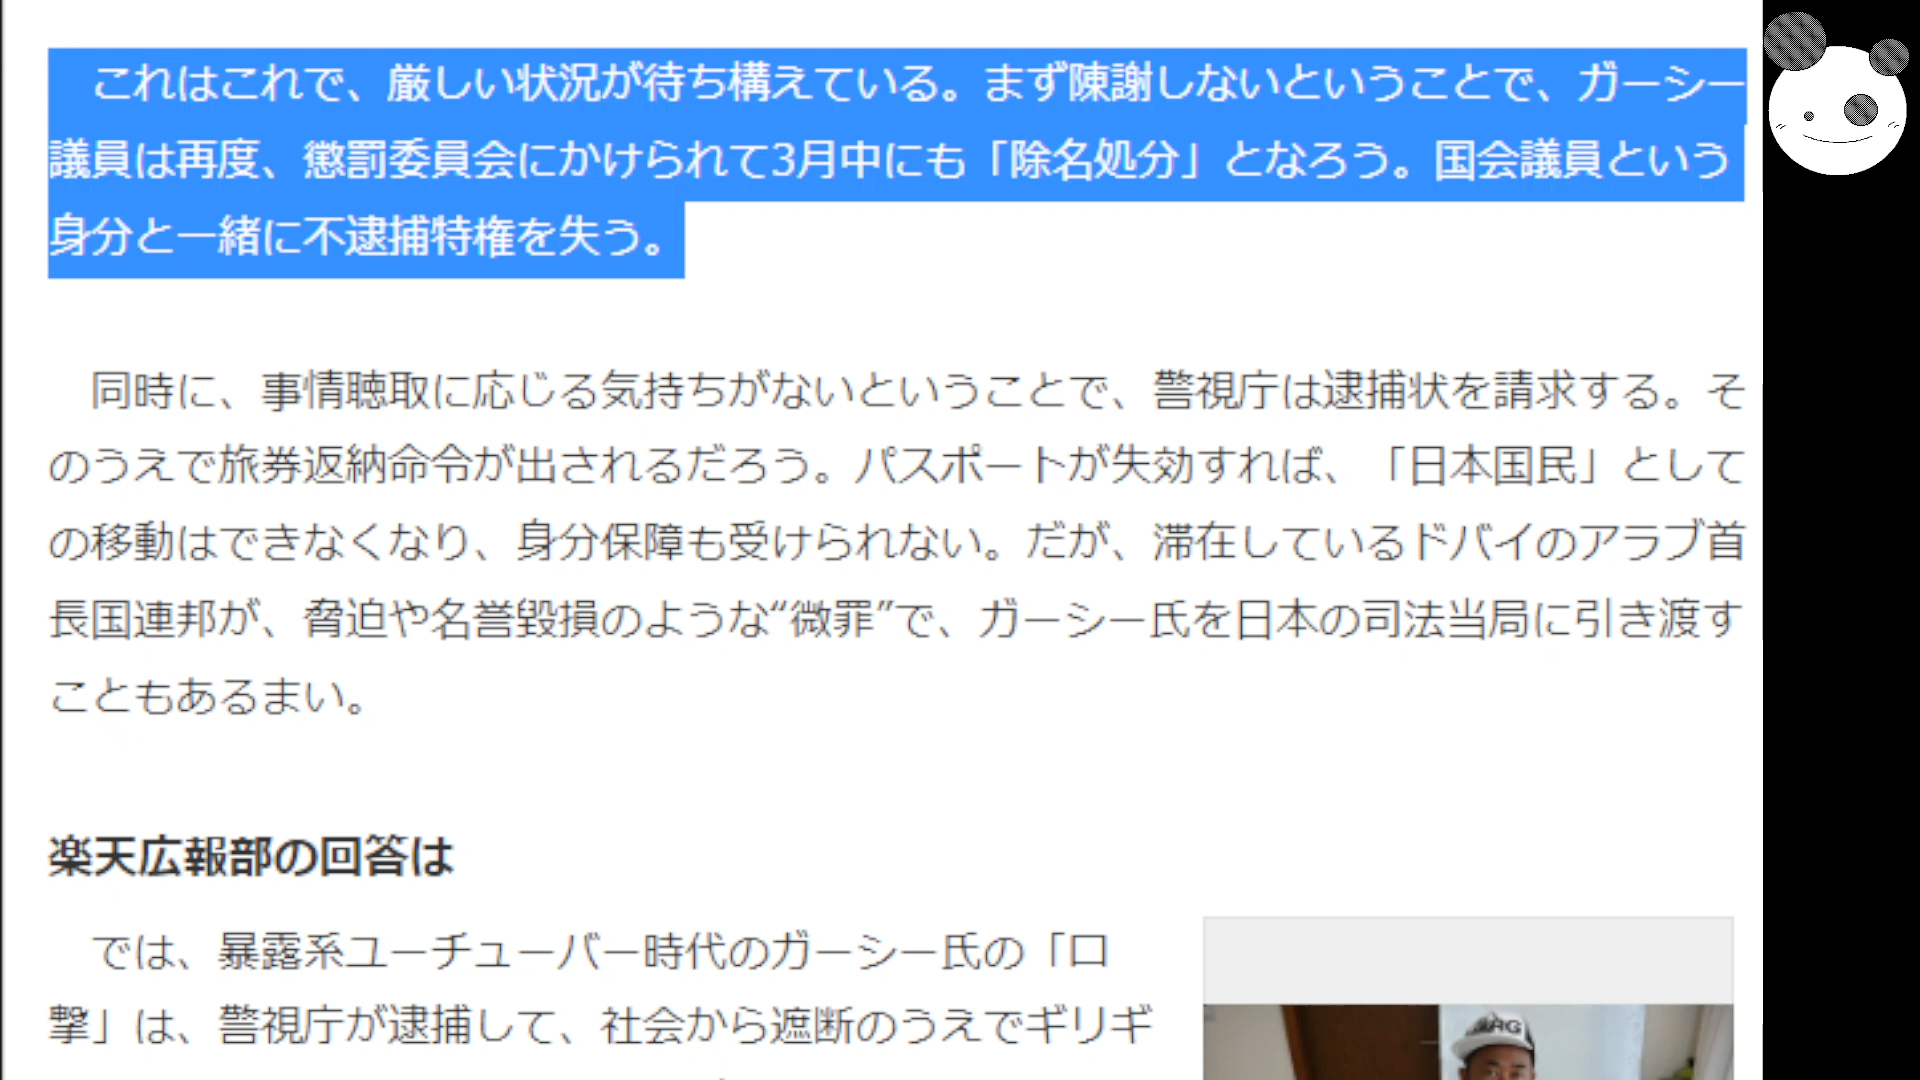 これはこれで、厳しい状況が待ち構えている。まず陳謝しないということで、ガーシー
議員は再度、懲罰委員会にかけられて3月中にも「除名処分」となろう。国会議員という
身分と一緒に不逮捕特権を失う。
同時に、事情聴取に応じる気持ちがないということで、警視庁は逮捕状を請求する。そ
のうえで旅券返納命令が出されるだろう。パスポートが失効すれば、「日本国民」として
の移動はできなくなり、身分保障も受けられない。だが、滞在しているドバイのアラブ首
長国連邦が、脅迫や名誉毀損のような“微罪”で、ガーシー氏を日本の司法当局に引き渡す
こともあるまい。
楽天広報部の回答は
では、暴露系ユーチューバー時代のガーシー氏の「口
撃」は、警視庁が逮捕して、社会から遮断のうえでギリギ